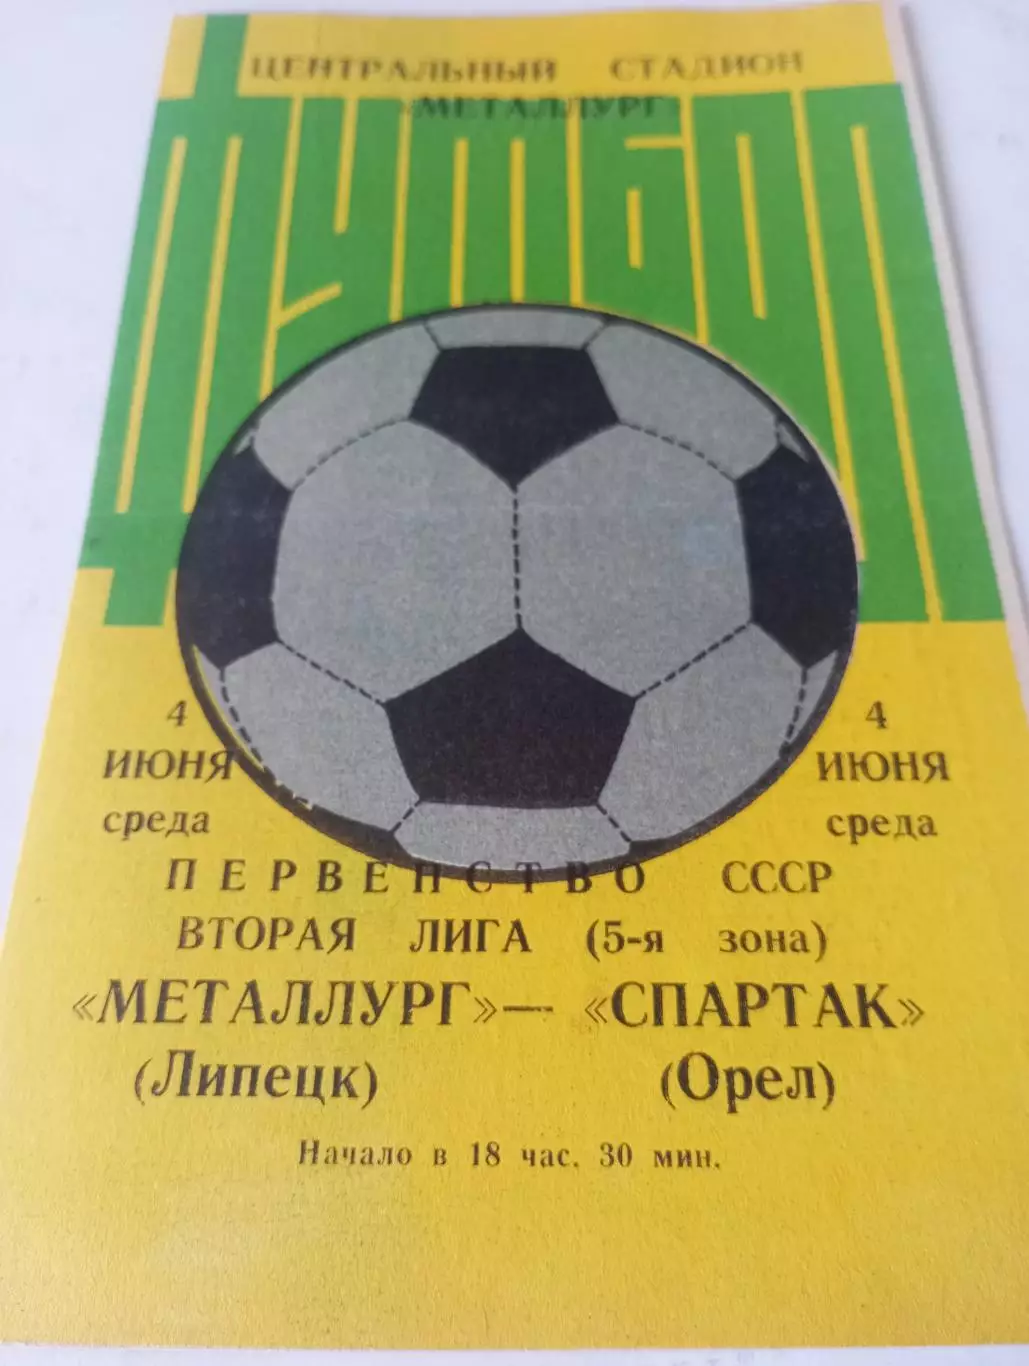 ЦЕНТРАЛЬНЫЙ СТАДИОН
«МЕТАЛЛУРГ»
ФУТБОЛ
4 ИЮНЯ среда
4 ИЮНЯ среда
ПЕРВЕНСТВО СССР
ВТОРАЯ ЛИГА (5-я зона)
«МЕТАЛЛУРГ» — «СПАРТАК»
(Липецк) (Орел)
Начало в 18 час. 30 мин.